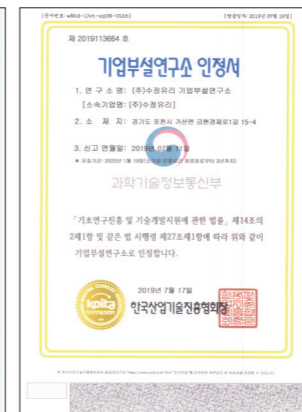 제 2019113664 호
기업부설연구소 인정서
1. 연 구 소 명: (주)수정유리 기업부설연구소
[소속기업명: (주)수정유리]
2. 소 재 지: 경기도 포천시 가산면 금현경제로1길 15-4
3. 신고 연월일: 2019년 07월 11일
과학기술정보통신부
「기초연구진흥 및 기술개발지원에 관한 법률」 제14조의
2제1항 및 같은 법 시행령 제27조제1항에 따라 위와 같이
기업부설연구소로 인정합니다.
2019년 7월 17일
koita
한국산업기술진흥협회장